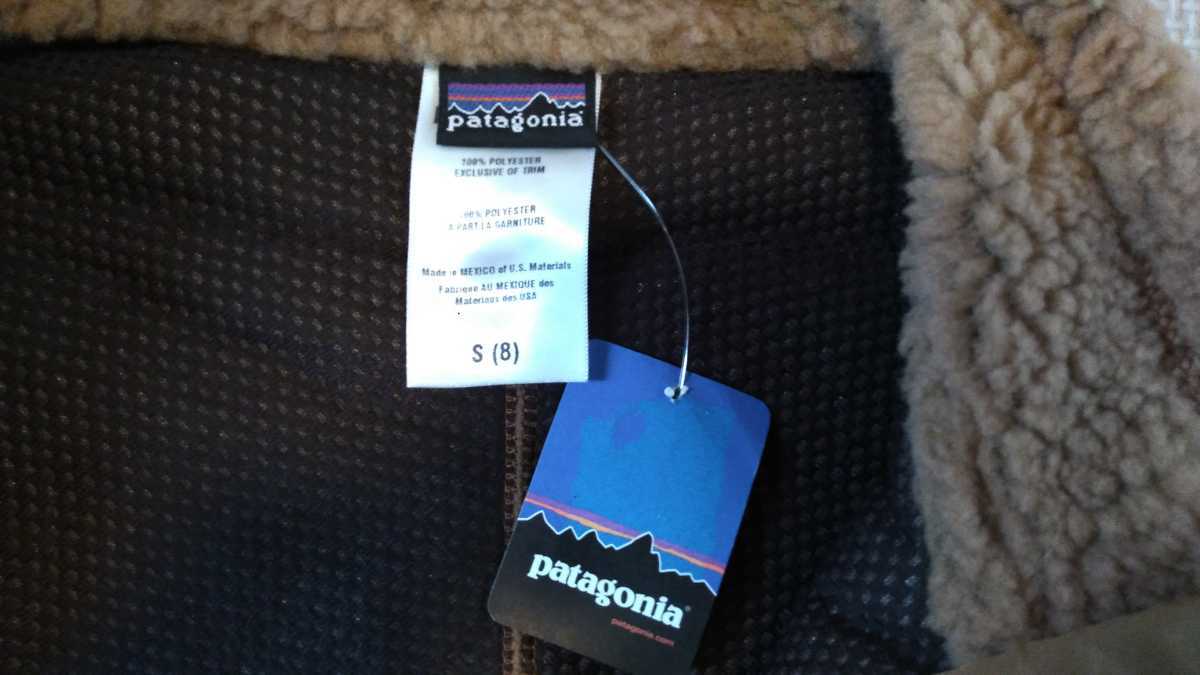 patagonia
100% POLYESTER
EXCLUSIVE OF TRIM
100% POLYESTER
A PART LA GARNITURE
Made in MEXICO of U.S. Materials
Fabriqué AU MEXIQUE des
Materiaux des USA
S (8)
patagonia®
patagonia.com